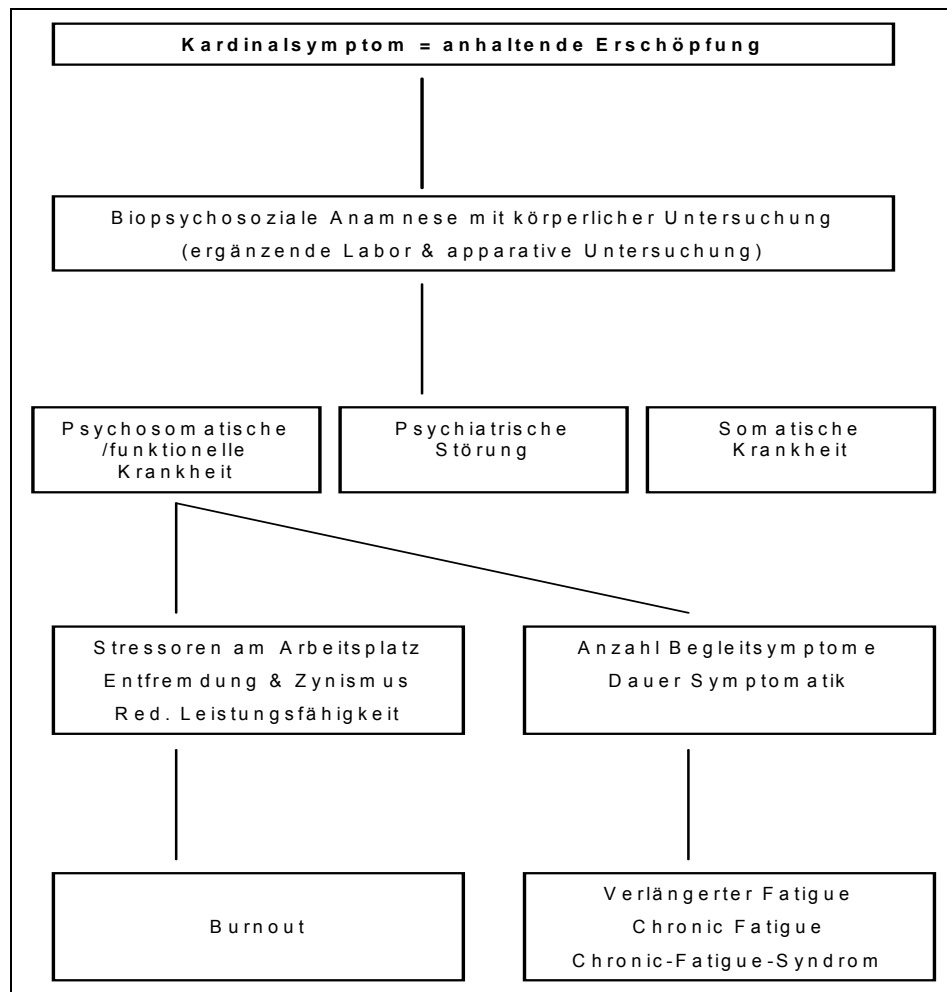 Kardinalsymptom = anhaltende Erschöpfung
Biopsychosoziale Anamnese mit körperlicher Untersuchung
(ergänzende Labor & apparative Untersuchung)
Psychosomatische
/funktionelle
Krankheit
Psychiatrische
Störung
Somatische
Krankheit
Stressoren am Arbeitsplatz
Entfremdung & Zynismus
Red. Leistungsfähigkeit
Anzahl Begleitsymptome
Dauer Symptomatik
Burnout
Verlängerter Fatigue
Chronic Fatigue
Chronic-Fatigue-Syndrom